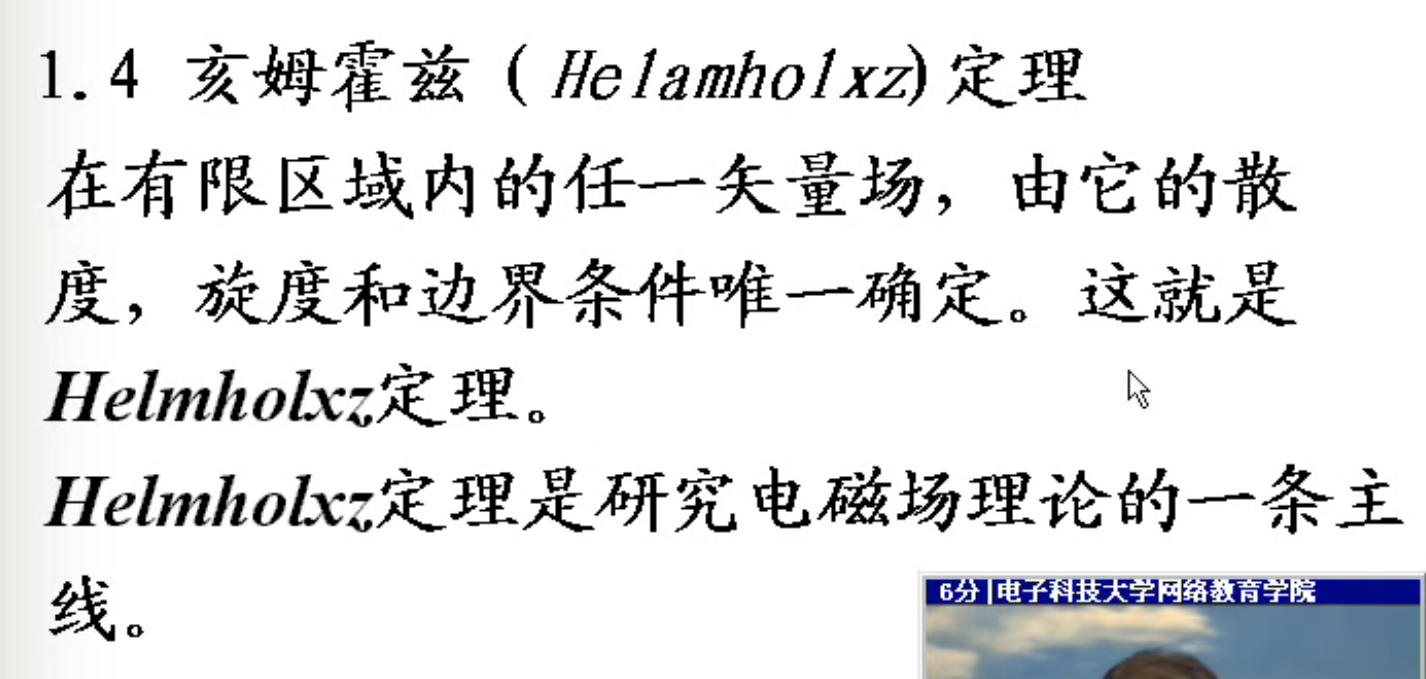 1.4 亥姆霍兹（Helamholxz)定理
在有限区域内的任一矢量场，由它的散
度，旋度和边界条件唯一确定。这就是
Helmholxz定理。
Helmholxz定理是研究电磁场理论的一条主
线。
6分|电子科技大学网络教育学院